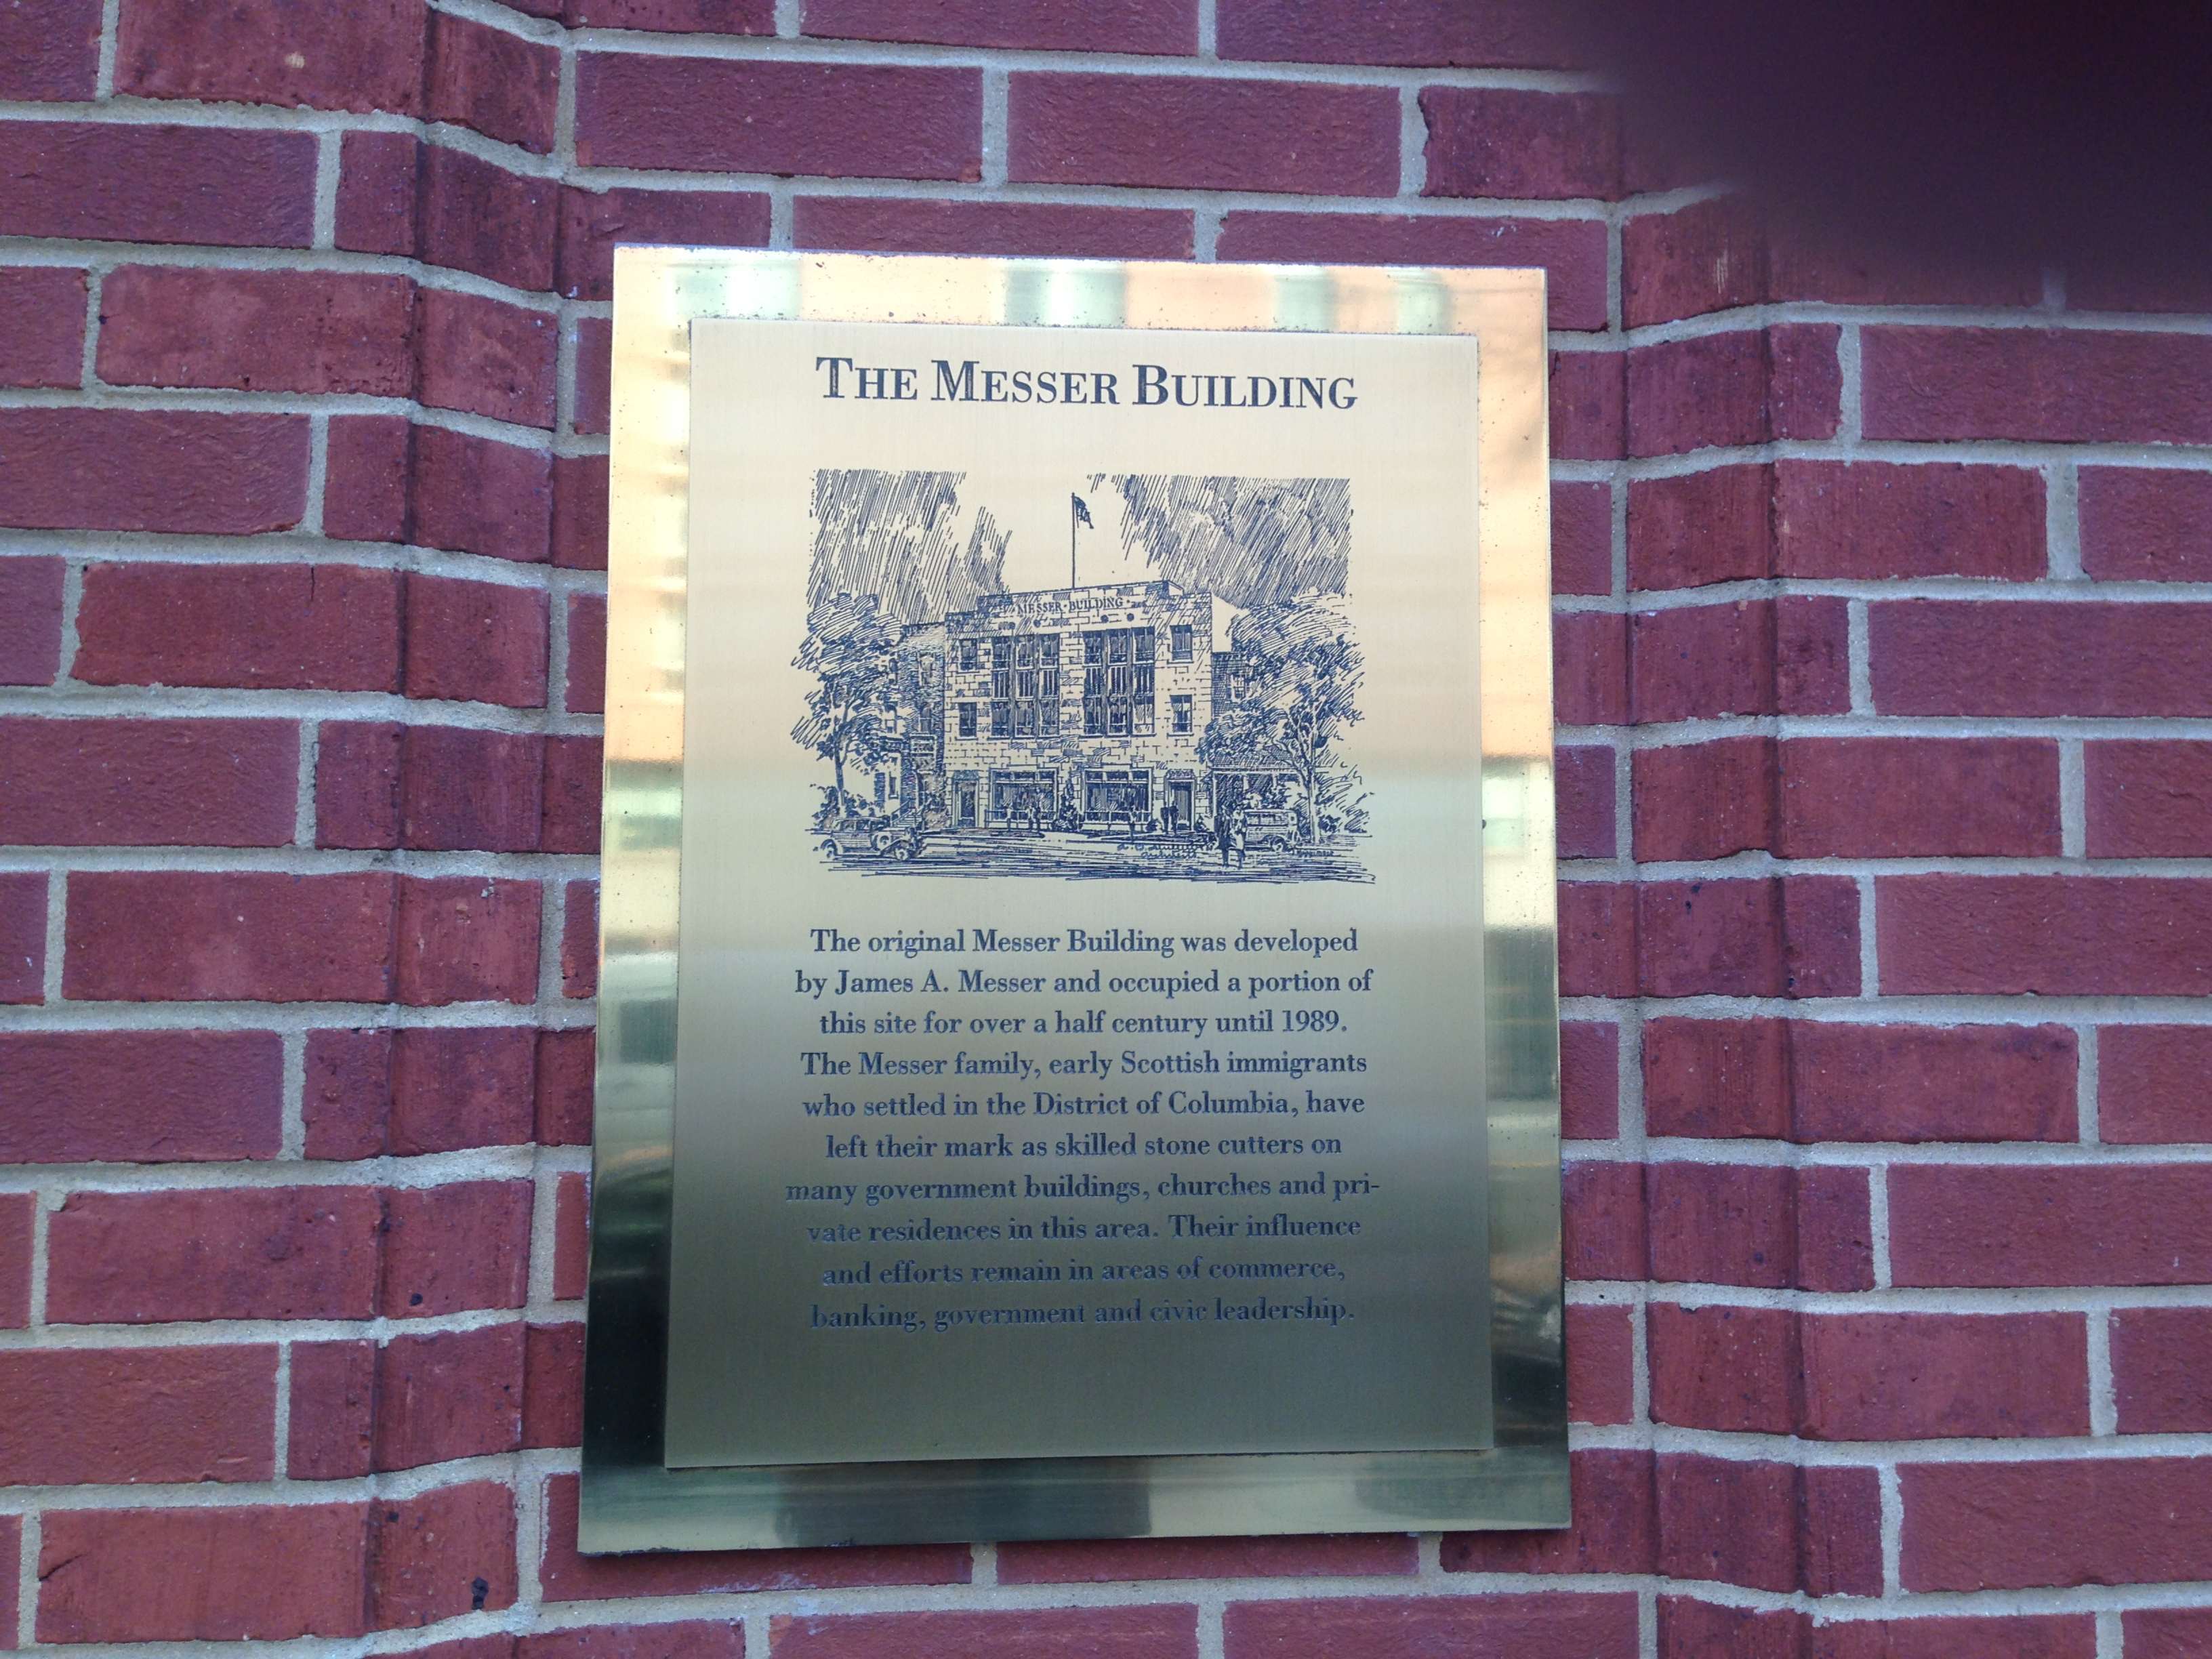 THE MESSER BUILDING
MESSER·BUILDING
The original Messer Building was developed
by James A. Messer and occupied a portion of
this site for over a half century until 1989.
The Messer family, early Scottish immigrants
who settled in the District of Columbia, have
left their mark as skilled stone cutters on
many government buildings, churches and pri-
vate residences in this area. Their influence
and efforts remain in areas of commerce,
banking, government and civic leadership.